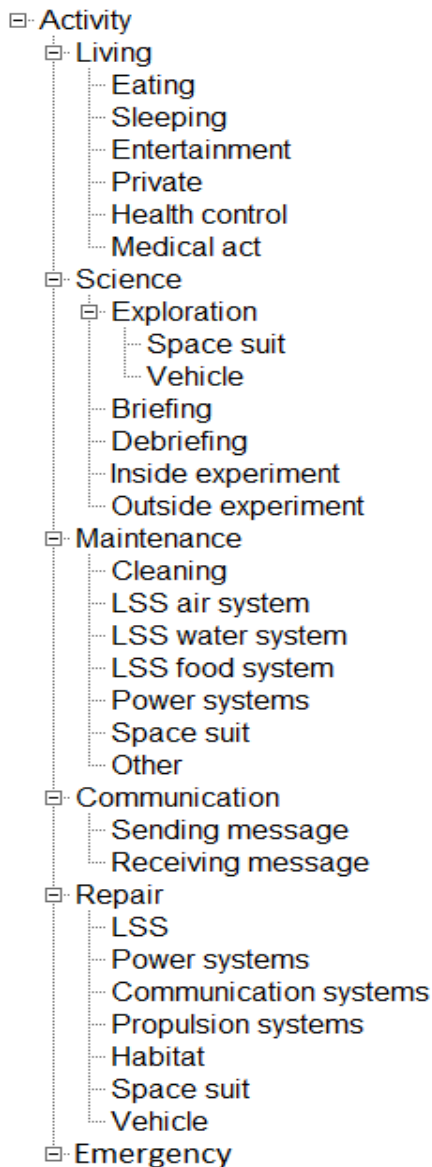 Activity
Living
Eating
Sleeping
Entertainment
Private
Health control
Medical act
Science
Exploration
Space suit
Vehicle
Briefing
Debriefing
Inside experiment
Outside experiment
Maintenance
Cleaning
LSS air system
LSS water system
LSS food system
Power systems
Space suit
Other
Communication
Sending message
Receiving message
Repair
LSS
Power systems
Communication systems
Propulsion systems
Habitat
Space suit
Vehicle
Emergency